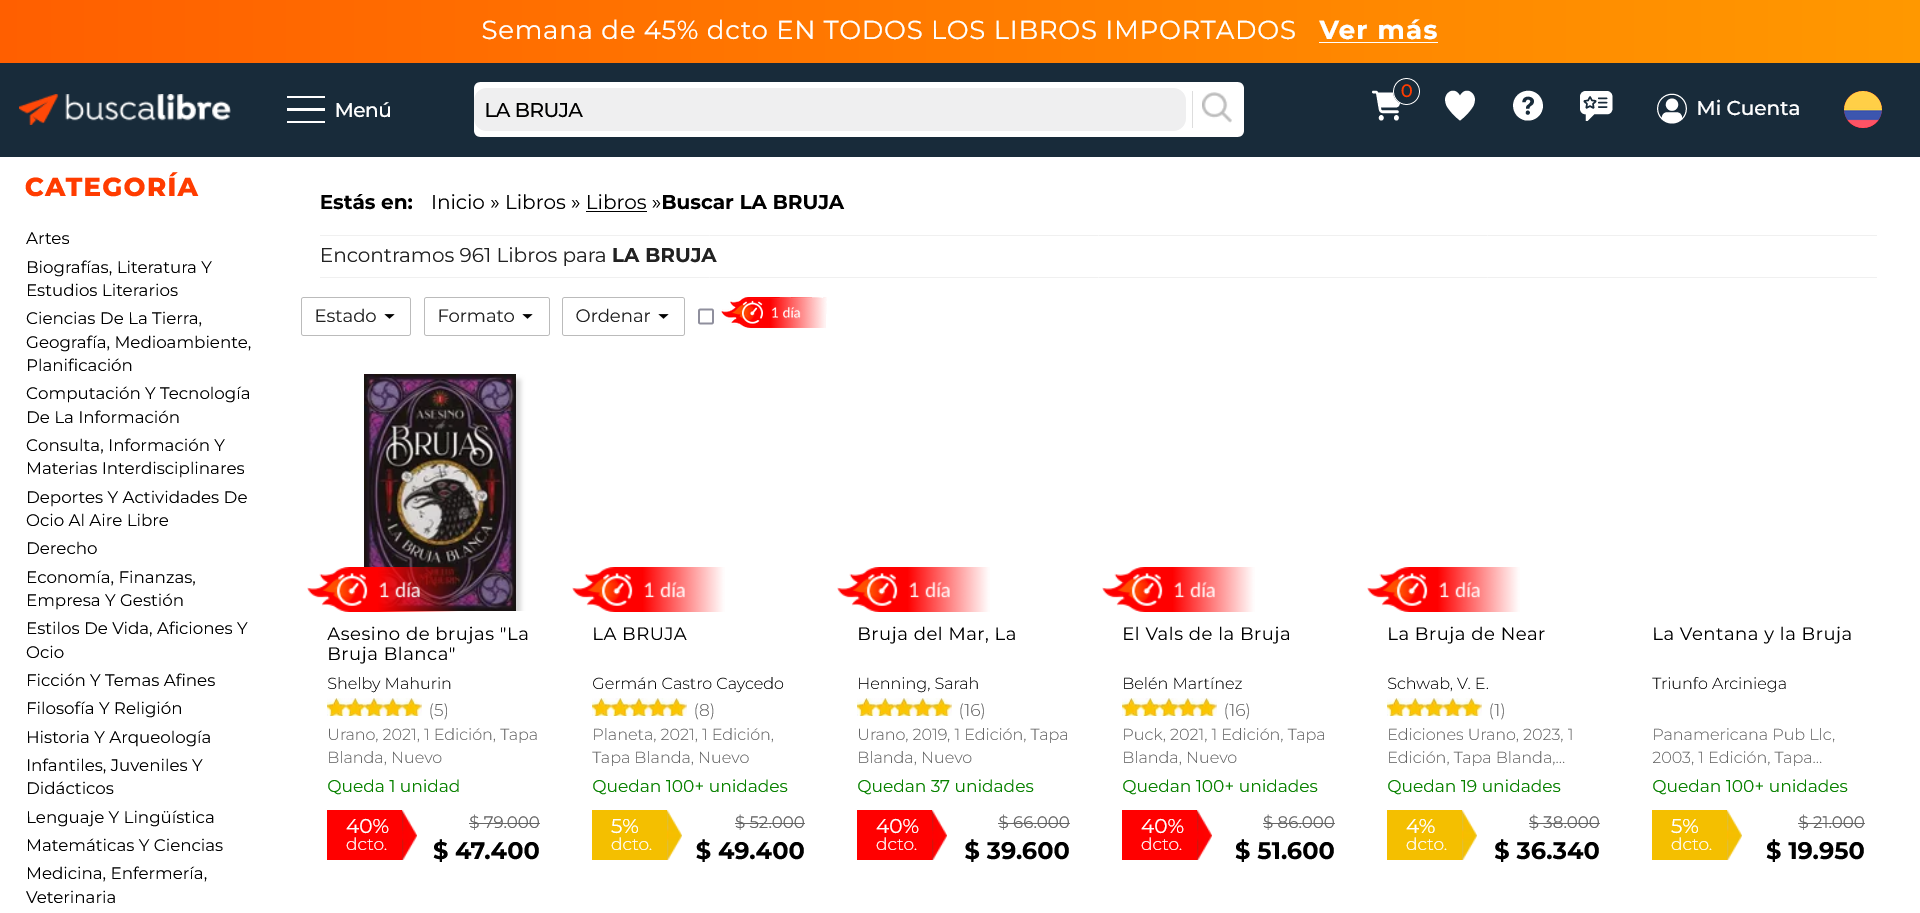 Semana de 45% dcto EN TODOS LOS LIBROS IMPORTADOS Ver más
buscalibre
Menú
LA BRUJA
0
Mi Cuenta
CATEGORÍA
Artes
Biografías, Literatura Y
Estudios Literarios
Ciencias De La Tierra,
Geografía, Medioambiente,
Planificación
Computación Y Tecnología
De La Información
Consulta, Información Y
Materias Interdisciplinares
Deportes Y Actividades De
Ocio Al Aire Libre
Derecho
Economía, Finanzas,
Empresa Y Gestión
Estilos De Vida, Aficiones Y
Ocio
Ficción Y Temas Afines
Filosofía Y Religión
Historia Y Arqueología
Infantiles, Juveniles Y
Didácticos
Lenguaje Y Lingüística
Matemáticas Y Ciencias
Medicina, Enfermería,
Veterinaria
Estás en: Inicio » Libros » Libros »Buscar LA BRUJA
Encontramos 961 Libros para LA BRUJA
Estado
Formato
Ordenar
1 día
ASESINO
de
BRUJAS
LA BRUJA BLANCA
SHELBY
MAHURIN
1 día
Asesino de brujas "La
Bruja Blanca"
Shelby Mahurin
(5)
Urano, 2021, 1 Edición, Tapa
Blanda, Nuevo
Queda 1 unidad
40%
dcto.
$ 79.000
$ 47.400
1 día
LA BRUJA
Germán Castro Caycedo
(8)
Planeta, 2021, 1 Edición,
Tapa Blanda, Nuevo
Quedan 100+ unidades
5%
dcto.
$ 52.000
$ 49.400
1 día
Bruja del Mar, La
Henning, Sarah
(16)
Urano, 2019, 1 Edición, Tapa
Blanda, Nuevo
Quedan 37 unidades
40%
dcto.
$ 66.000
$ 39.600
1 día
El Vals de la Bruja
Belén Martínez
(16)
Puck, 2021, 1 Edición, Tapa
Blanda, Nuevo
Quedan 100+ unidades
40%
dcto.
$ 86.000
$ 51.600
1 día
La Bruja de Near
Schwab, V. E.
(1)
Ediciones Urano, 2023, 1
Edición, Tapa Blanda,...
Quedan 19 unidades
4%
dcto.
$ 38.000
$ 36.340
La Ventana y la Bruja
Triunfo Arciniega
Panamericana Pub Llc,
2003, 1 Edición, Tapa...
Quedan 100+ unidades
5%
dcto.
$ 21.000
$ 19.950